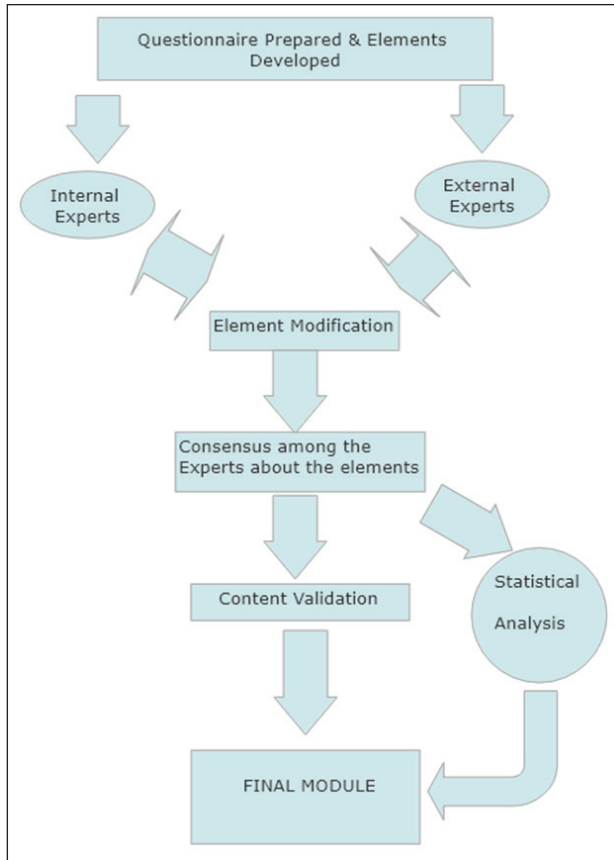 Questionnaire Prepared & Elements
Developed
Internal
Experts
External
Experts
Element Modification
Consensus among the
Experts about the elements
Content Validation
Statistical
Analysis
FINAL MODULE